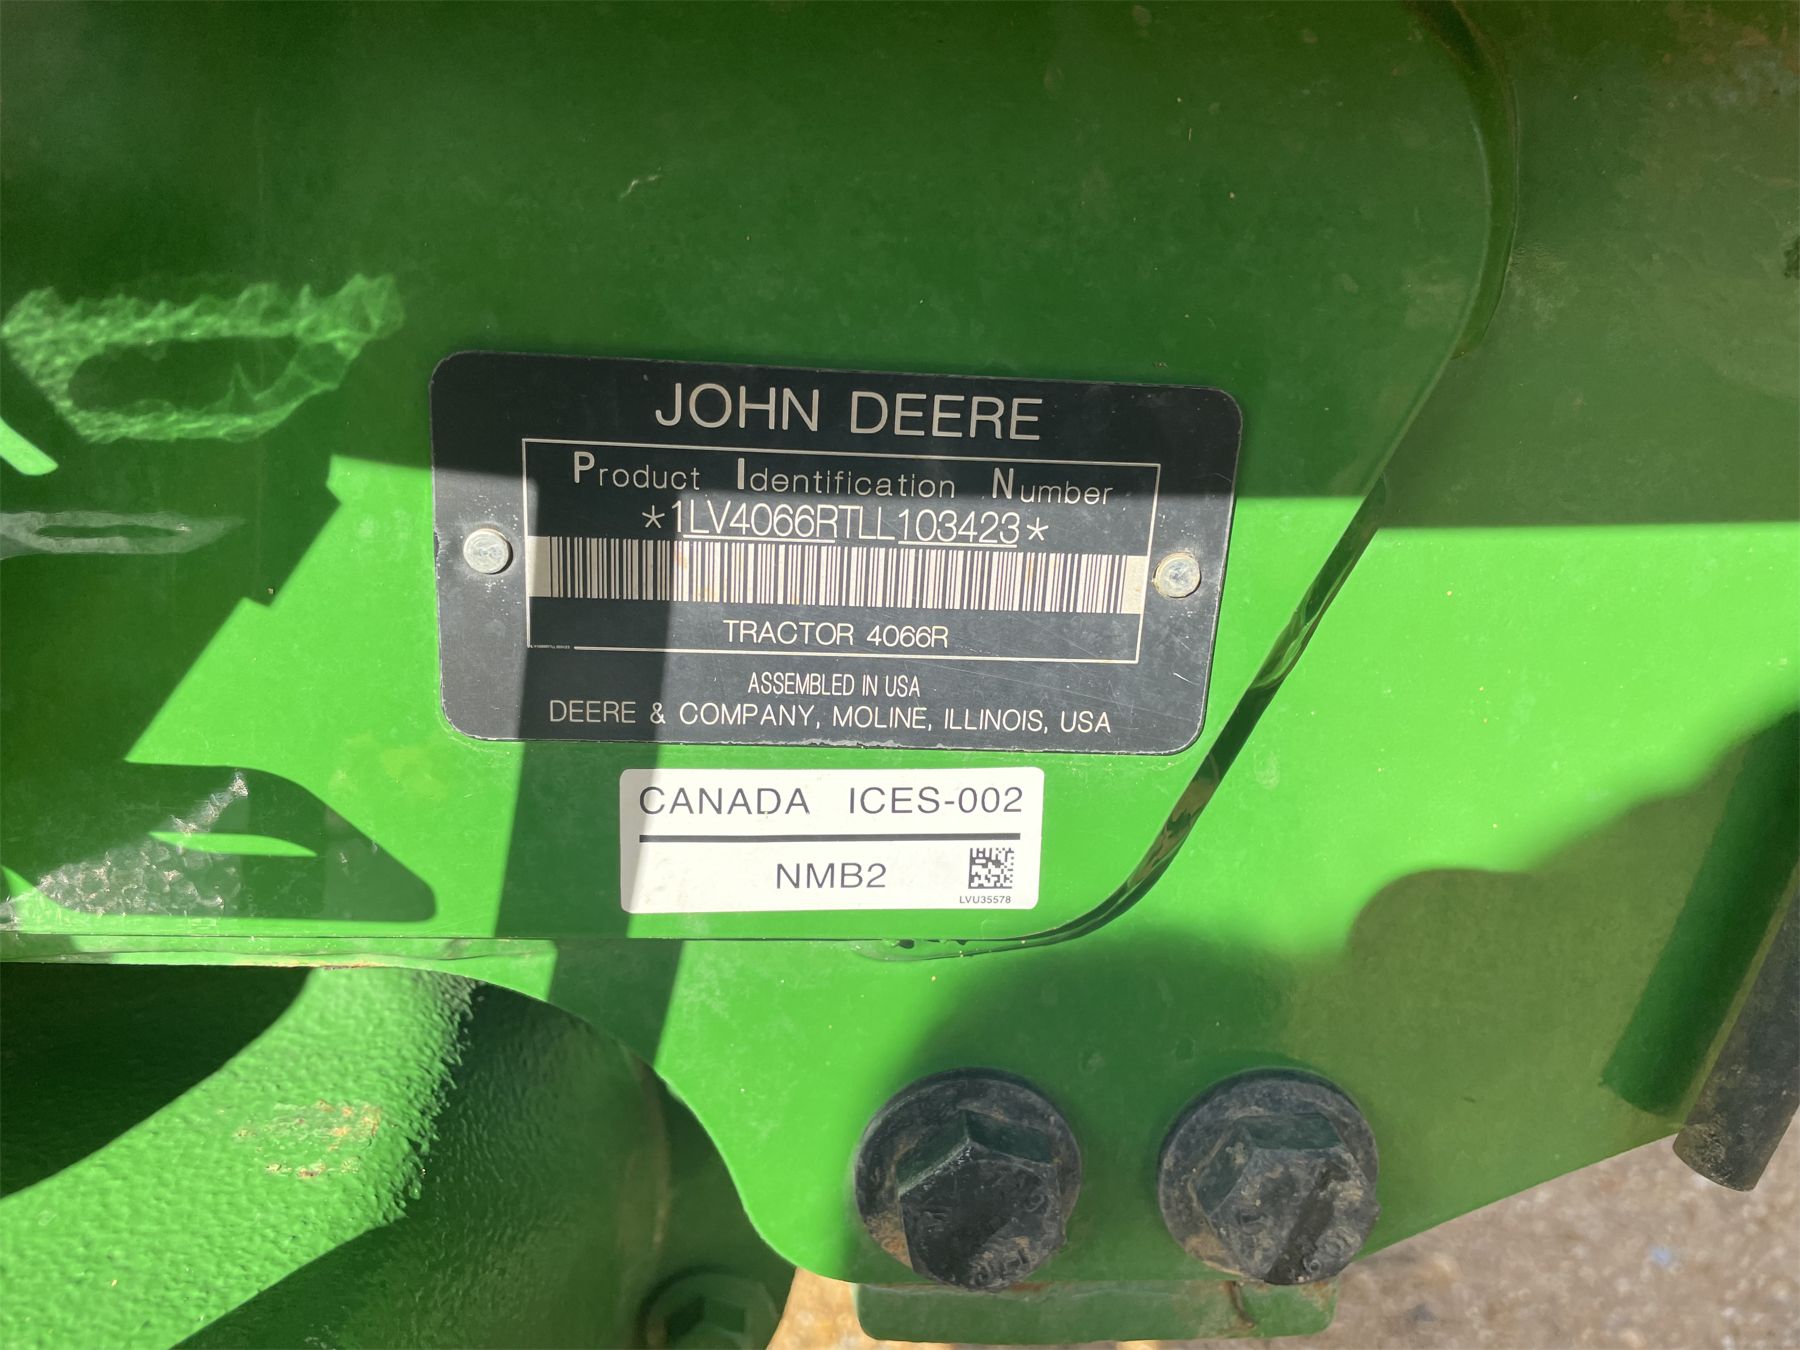 JOHN DEERE
Product Identification Number
*1LV4066RTLL103423*
TRACTOR 4066R
ASSEMBLED IN USA
DEERE & COMPANY, MOLINE, ILLINOIS, USA
CANADA ICES-002
NMB2
LVU35578